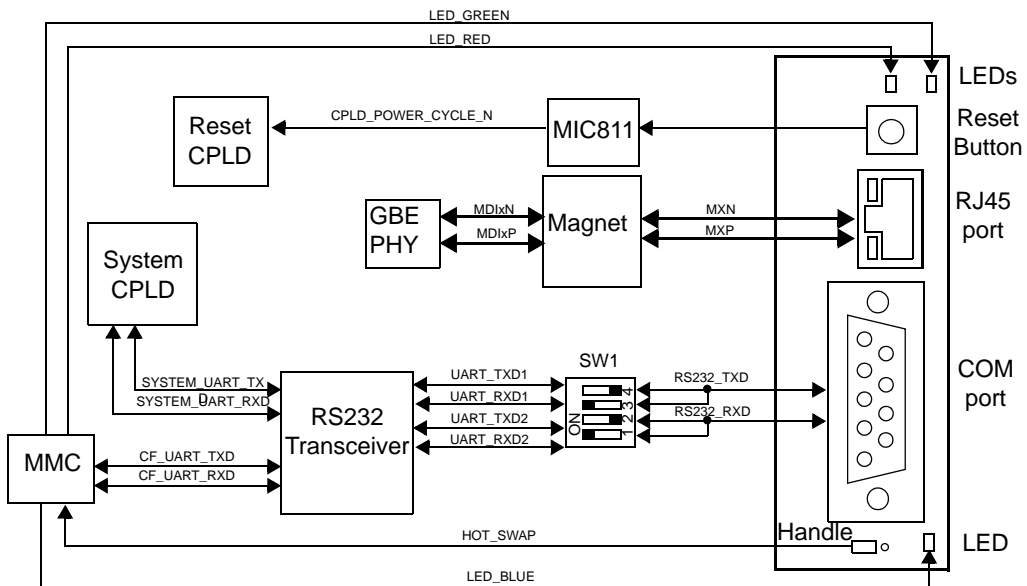 LED_GREEN
LED_RED
LEDs
Reset
CPLD
CPLD_POWER_CYCLE_N
MIC811
Reset
Button
GBE
PHY
MDIxN
MDIxP
Magnet
MXN
MXP
RJ45
port
System
CPLD
SW1
SYSTEM_UART_TX
D
SYSTEM_UART_RXD
RS232
Transceiver
UART_TXD1
UART_RXD1
UART_TXD2
UART_RXD2
ON
1 2 3 4
RS232_TXD
RS232_RXD
COM
port
MMC
CF_UART_TXD
CF_UART_RXD
HOT_SWAP
Handle
LED
LED_BLUE